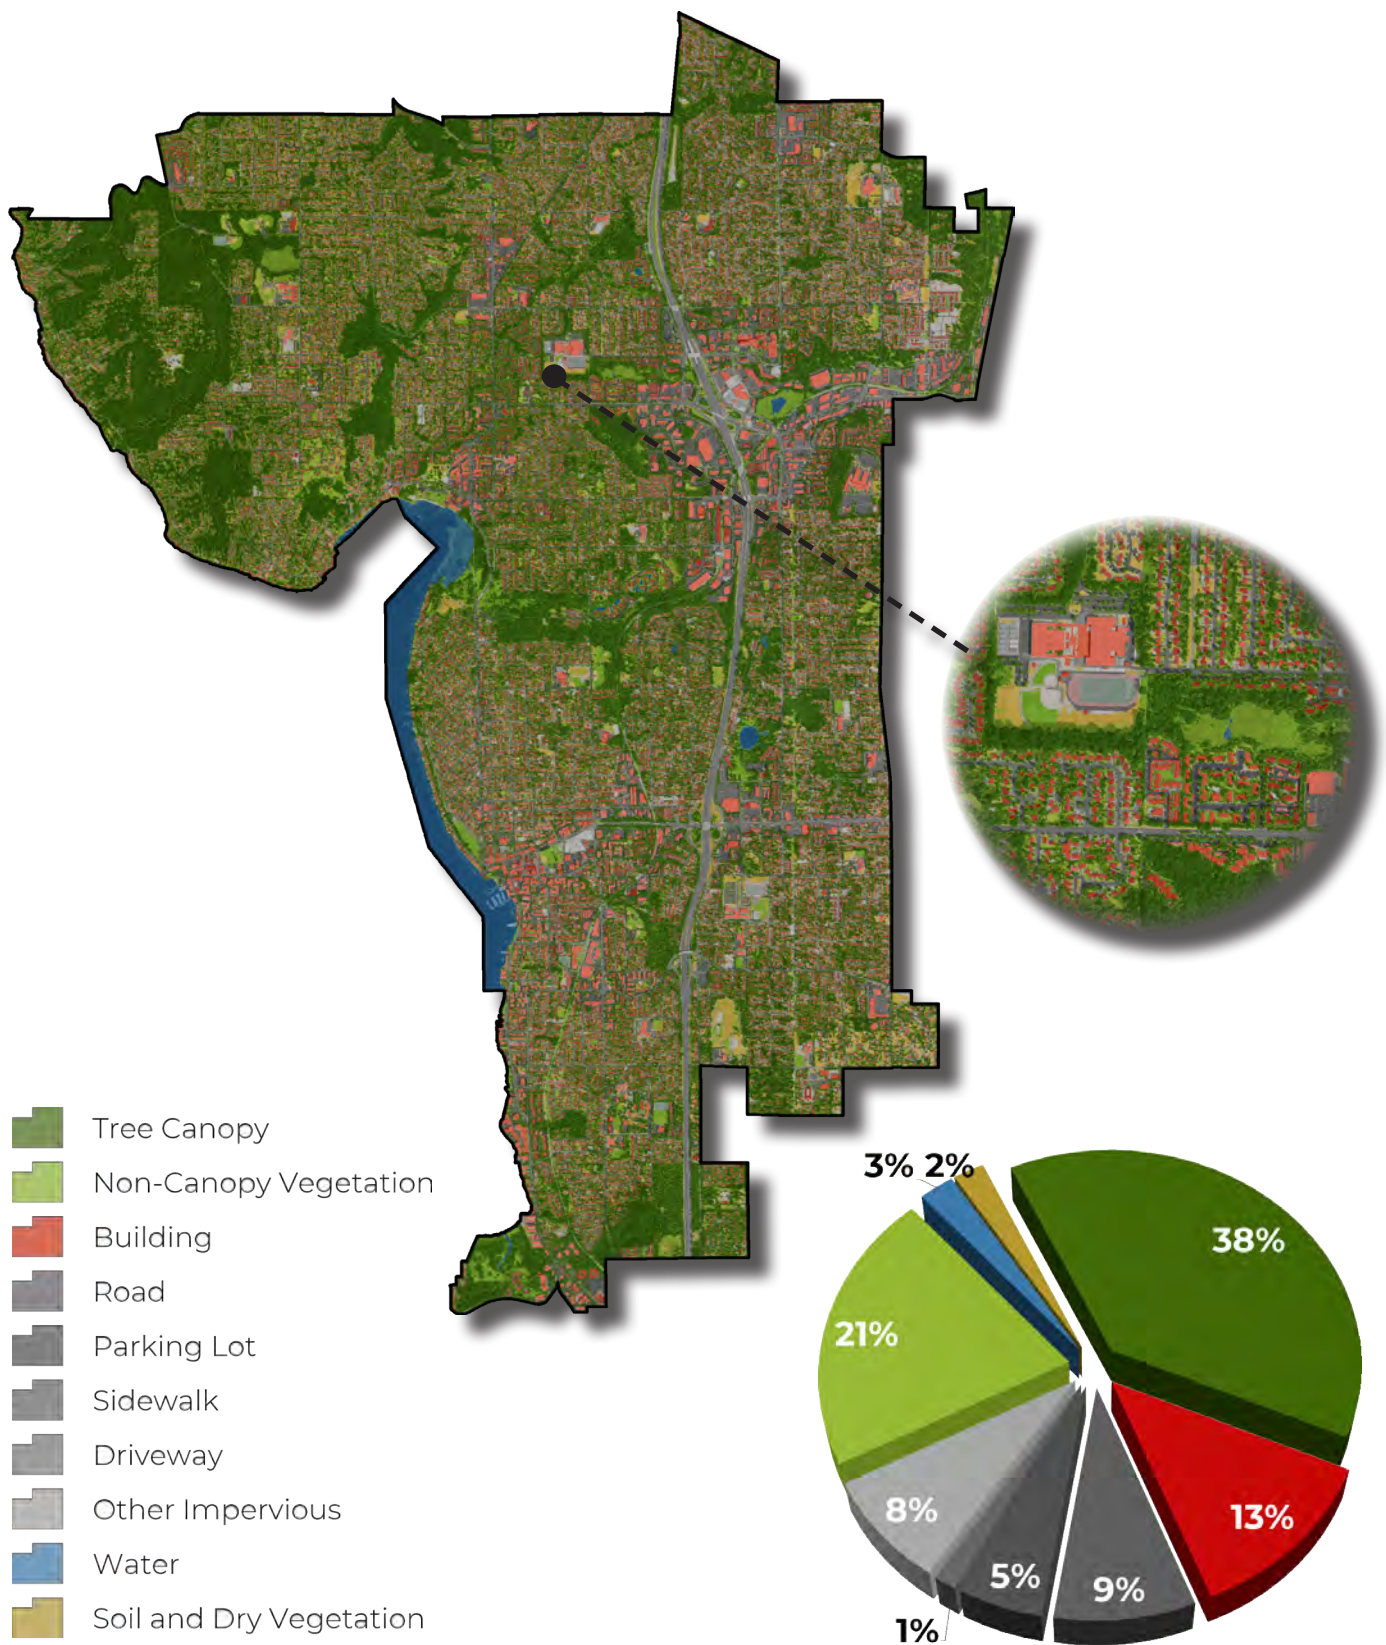 Tree Canopy
Non-Canopy Vegetation
Building
Road
Parking Lot
Sidewalk
Driveway
Other Impervious
Water
Soil and Dry Vegetation
3% 2%
38%
21%
13%
8%
5%
9%
1%